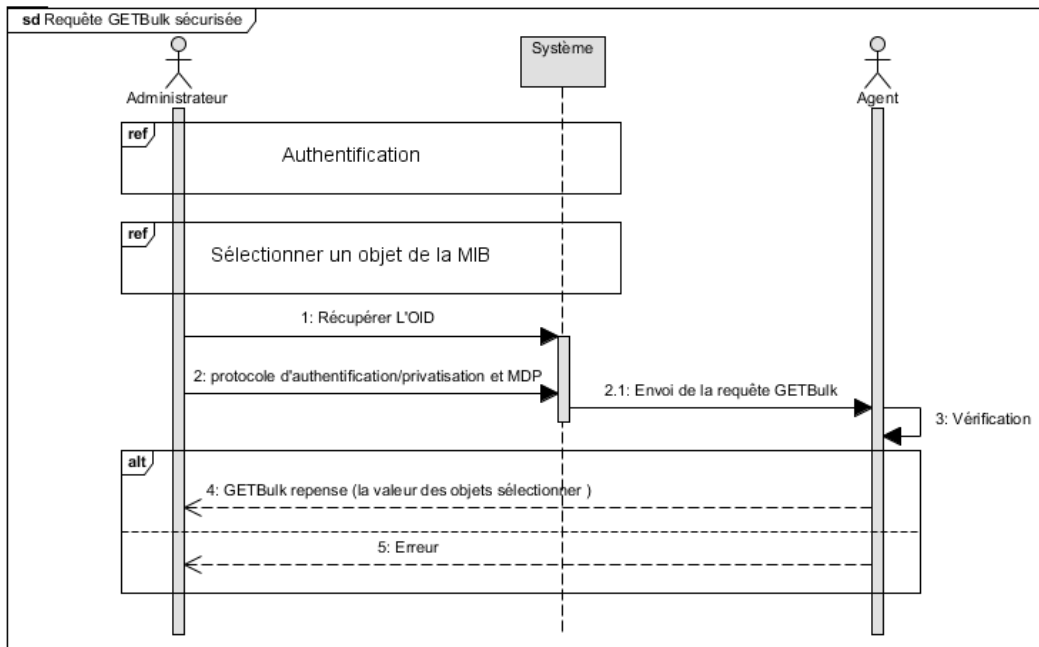 sd Requête GETBulk sécurisée
Système
Administrateur
Agent
ref
Authentification
ref
Sélectionner un objet de la MIB
1: Récupérer L'OID
2: protocole d'authentification/privatisation et MDP
2.1: Envoi de la requête GETBulk
3: Vérification
alt
4: GETBulk repense (la valeur des objets sélectionner )
5: Erreur